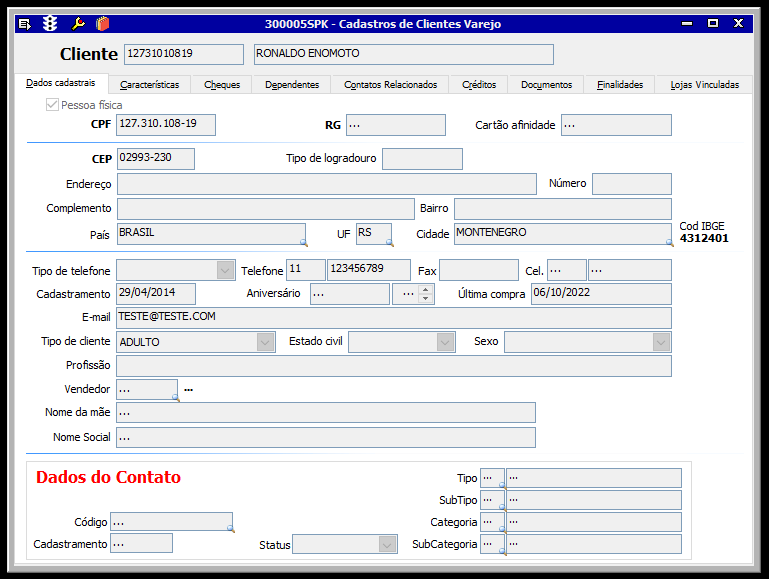 300005SPK - Cadastros de Clientes Varejo
Cliente 12731010819 RONALDO ENOMOTO
Dados cadastrais Características Cheques Dependentes Contatos Relacionados Créditos Documentos Finalidades Lojas Vinculadas
Pessoa física
CPF 127.310.108-19 RG ... Cartão afinidade ...
CEP 02993-230 Tipo de logradouro
Endereço Número
Complemento Bairro
País BRASIL UF RS Cidade MONTENEGRO Cod IBGE
4312401
Tipo de telefone Telefone 11 123456789 Fax Cel. ... ...
Cadastramento 29/04/2014 Aniversário ... ... Última compra 06/10/2022
E-mail TESTE@TESTE.COM
Tipo de cliente ADULTO Estado civil Sexo
Profissão
Vendedor ... ...
Nome da mãe ...
Nome Social ...
Dados do Contato
Tipo ... ...
SubTipo ... ...
Código ... Categoria ... ...
Cadastramento ... Status SubCategoria ... ...